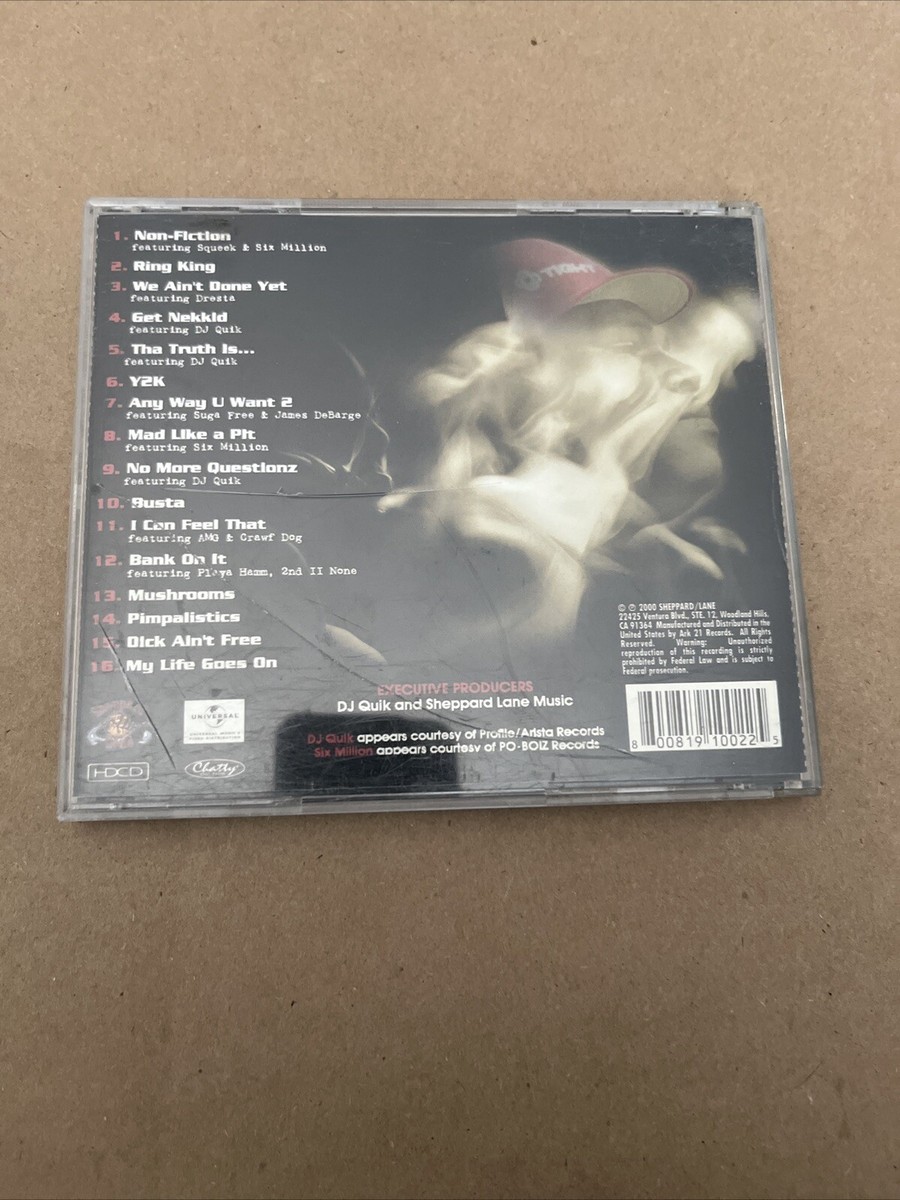 1. Non-Fiction
featuring Squeek & Six Million
2. Ring King
3. We Ain't Done Yet
featuring Dresta
4. Get Nekkid
featuring DJ Quik
5. Tha Truth Is...
featuring DJ Quik
6. Y2K
7. Any Way U Want 2
featuring Suga Free & James DeBarge
8. Mad Like a Pit
featuring Six Million
9. No More Questionz
featuring DJ Quik
10. Busta
11. I Can Feel That
featuring AMG & Crawf Dog
12. Bank On It
featuring Playa Hamm, 2nd II None
13. Mushrooms
14. Pimpalistics
15. Dick Ain't Free
16. My Life Goes On
TIGHT
© ℗ 2000 SHEPPARD/LANE
22425 Ventura Blvd., STE. 12, Woodland Hills,
CA 91364 Manufactured and Distributed in the
United States by Ark 21 Records. All Rights
Reserved. Warning: Unauthorized
reproduction of this recording is strictly
prohibited by Federal Law and is subject to
Federal prosecution.
EXECUTIVE PRODUCERS
DJ Quik and Sheppard Lane Music
DJ Quik appears courtesy of Profile/Arista Records
Six Million appears courtesy of PO-BOIZ Records
UNIVERSAL
UNIVERSAL MUSIC & VIDEO DISTRIBUTION
HDCD
Chatty
8 00819 10022 5